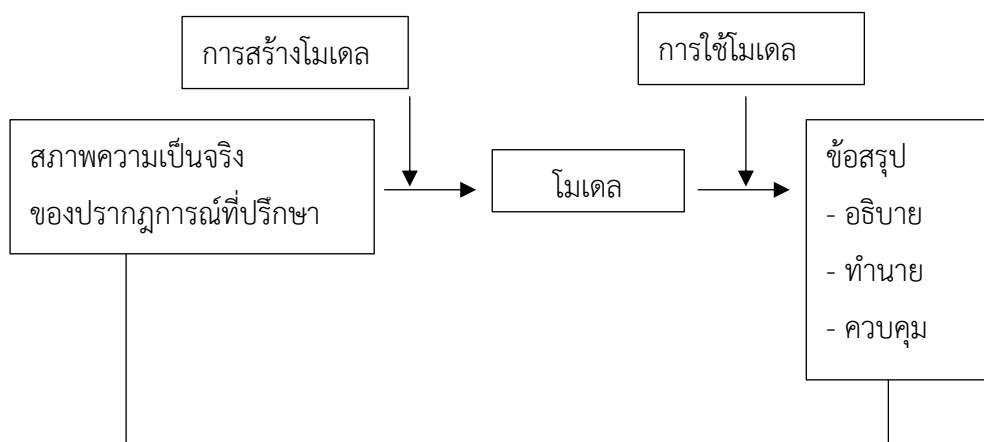 การสร้างโมเดล
การใช้โมเดล
สภาพความเป็นจริง
ของปรากฏการณ์ที่ปรึกษา
โมเดล
ข้อสรุป
- อธิบาย
- ทำนาย
- ควบคุม